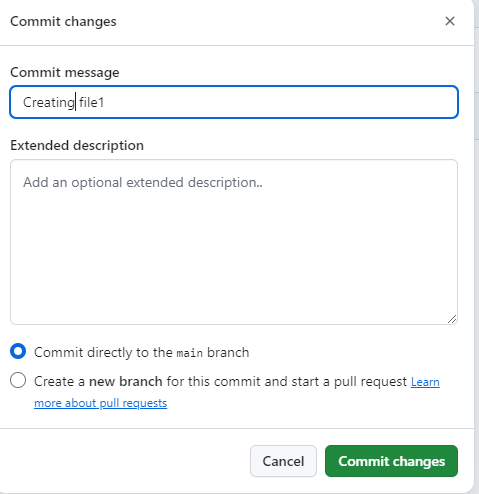 Commit changes
Commit message
Creating file1
Extended description
Add an optional extended description..
Commit directly to the main branch
Create a new branch for this commit and start a pull request Learn
more about pull requests
Cancel
Commit changes